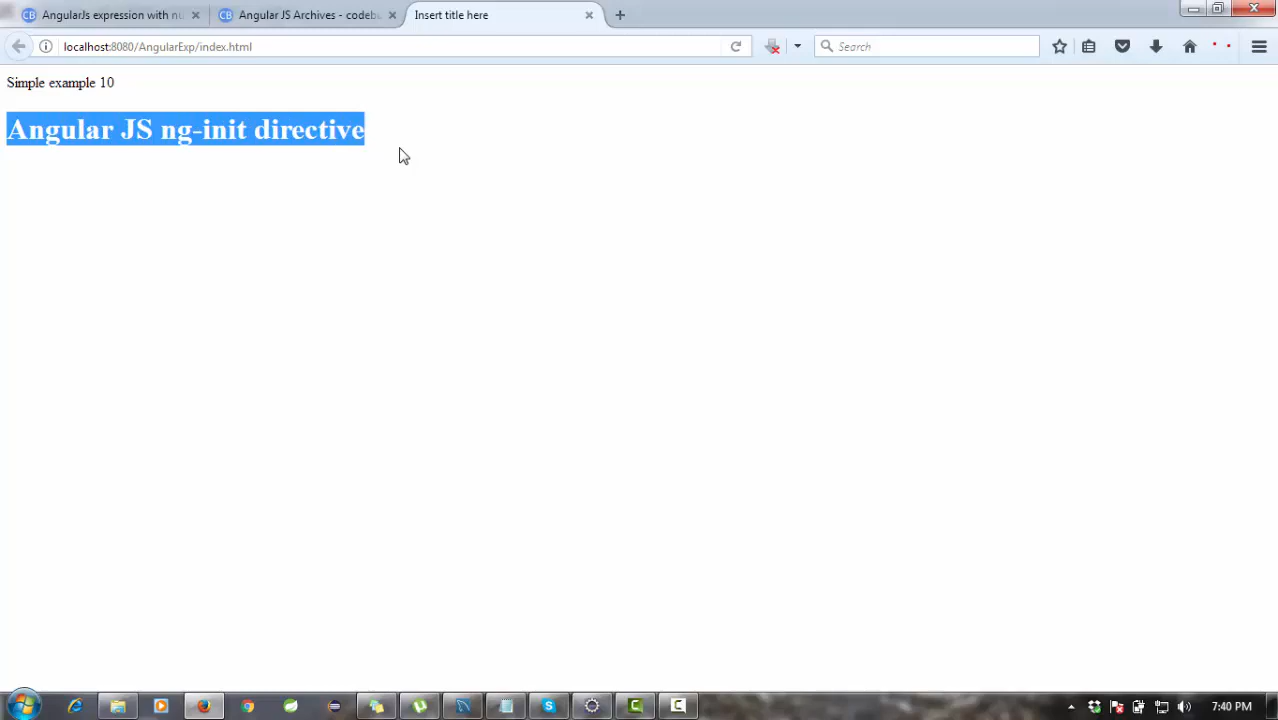 AngularJs expression with nu
Angular JS Archives - codebu
Insert title here
localhost:8080/AngularExp/index.html
Search
Simple example 10
Angular JS ng-init directive
7:40 PM